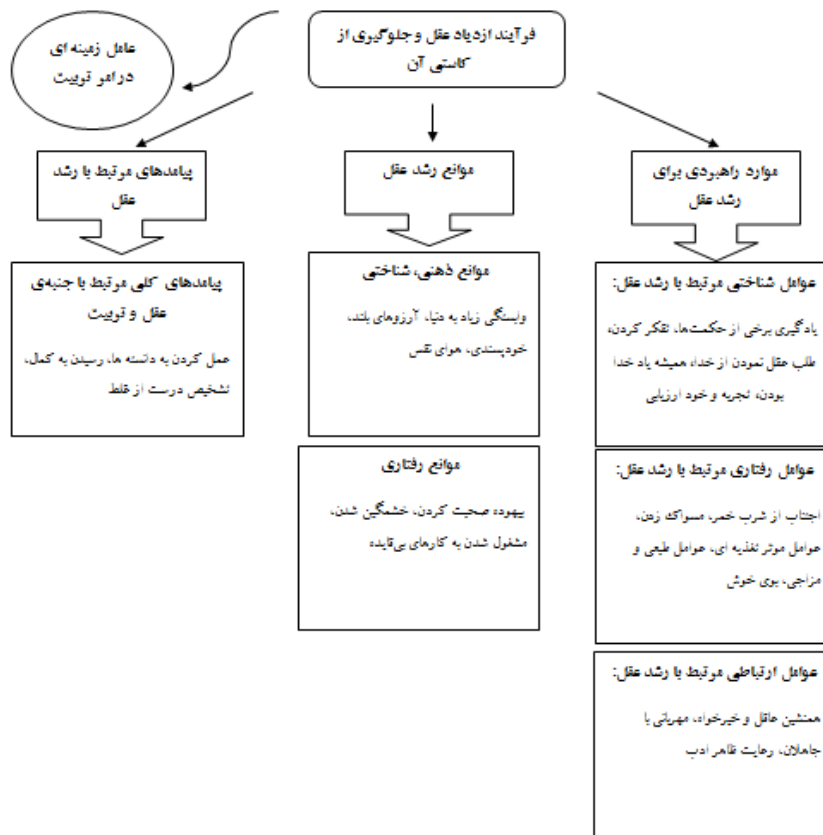 فرآیند ازدیاد عقل و جلوگیری از
کاستی آن
عامل زمینه ای
در امر تربیت
موارد راهبردی برای
رشد عقل
موانع رشد عقل
پیامدهای مرتبط با رشد
عقل
عوامل شناختی مرتبط با رشد عقل:
یادگیری برخی از حکمت‌ها، تفکر کردن،
طلب عقل نمودن از خدا، همیشه یاد خدا
بودن، تجربه و خود ارزیابی
عوامل رفتاری مرتبط با رشد عقل:
اجتناب از شرب خمر، مسواک زدن،
عوامل موثر تغذیه ای، عوامل طبعی و
مزاجی، بوی خوش
عوامل ارتباطی مرتبط با رشد عقل:
همنشین عاقل و خیرخواه، مهربانی با
جاهلان، رعایت ظاهر ادب
موانع ذهنی، شناختی
وابستگی زیاد به دنیا، آرزوهای بلند،
خودپسندی، هوای نفس
موانع رفتاری
بیهوده صحبت کردن، خشمگین شدن،
مشغول شدن به کارهای بی‌فایده
پیامدهای کلی مرتبط با جنبه‌ی
عقل و تربیت
عمل کردن به دانسته ها، رسیدن به کمال،
تشخیص درست از غلط